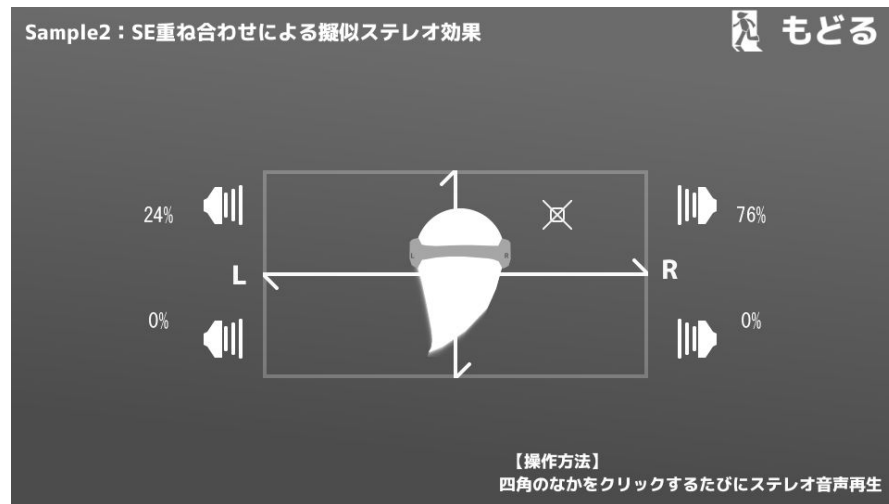 Sample2：SE重ね合わせによる擬似ステレオ効果
もどる
24%
76%
L
R
0%
0%
【操作方法】
四角のなかをクリックするたびにステレオ音声再生